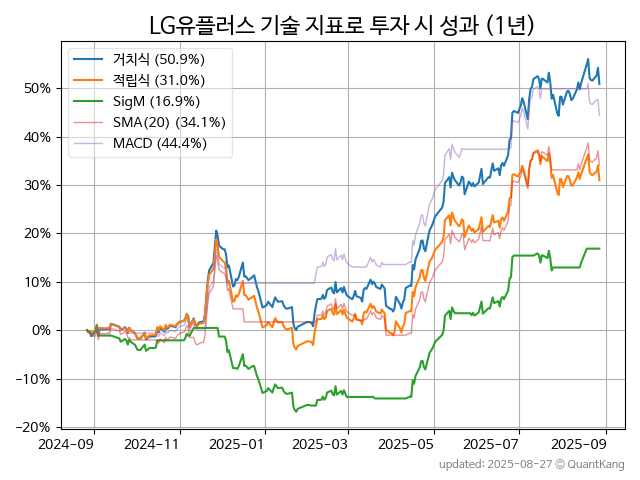 LG유플러스 기술 지표로 투자 시 성과 (1년)
거치식 (50.9%)
적립식 (31.0%)
SigM (16.9%)
SMA(20) (34.1%)
MACD (44.4%)
50%
40%
30%
20%
10%
0%
−10%
−20%
2024-09 2024-11 2025-01 2025-03 2025-05 2025-07 2025-09
updated: 2025-08-27 © QuantKang